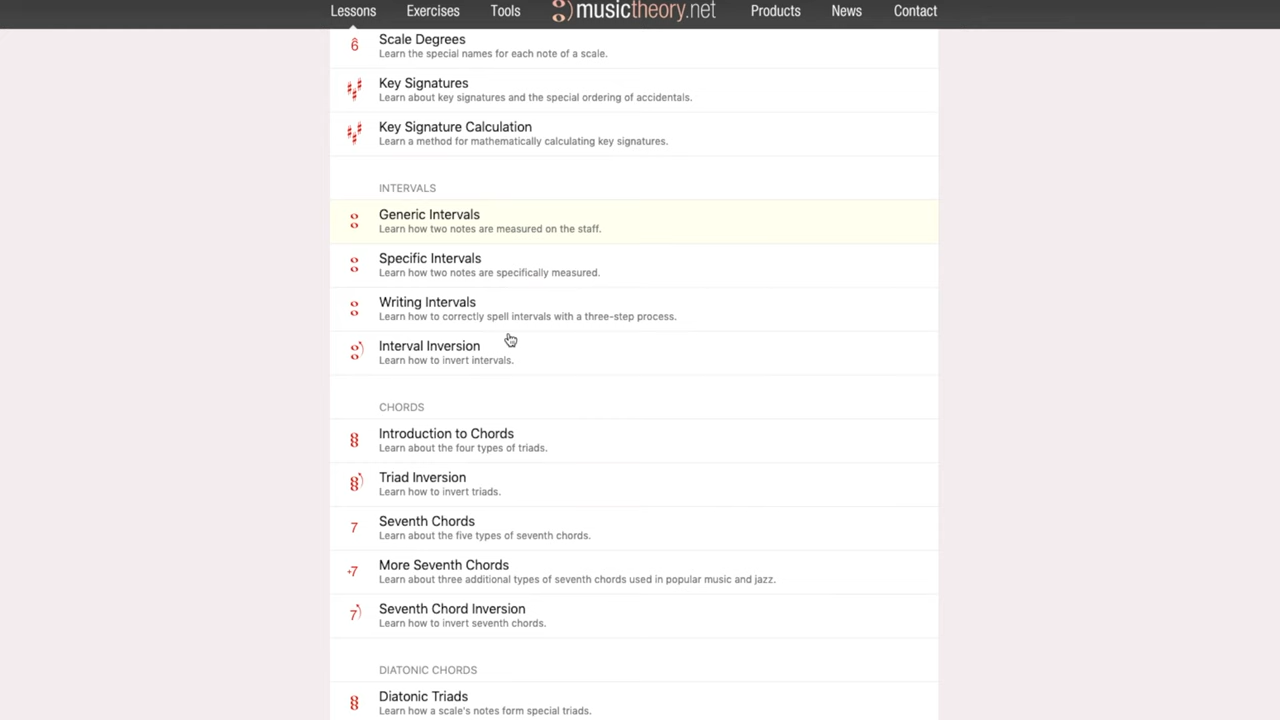 Lessons Exercises Tools musictheory.net Products News Contact
6 Scale Degrees
Learn the special names for each note of a scale.
Key Signatures
Learn about key signatures and the special ordering of accidentals.
Key Signature Calculation
Learn a method for mathematically calculating key signatures.
INTERVALS
Generic Intervals
Learn how two notes are measured on the staff.
Specific Intervals
Learn how two notes are specifically measured.
Writing Intervals
Learn how to correctly spell intervals with a three-step process.
Interval Inversion
Learn how to invert intervals.
CHORDS
Introduction to Chords
Learn about the four types of triads.
Triad Inversion
Learn how to invert triads.
7 Seventh Chords
Learn about the five types of seventh chords.
+7 More Seventh Chords
Learn about three additional types of seventh chords used in popular music and jazz.
7 Seventh Chord Inversion
Learn how to invert seventh chords.
DIATONIC CHORDS
Diatonic Triads
Learn how a scale's notes form special triads.